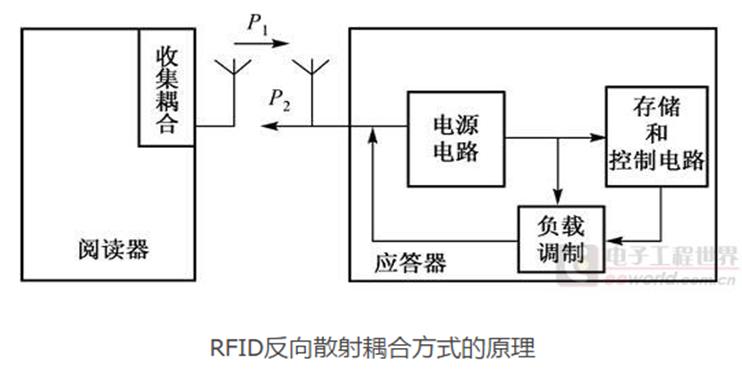 收集耦合
P1
P2
阅读器
电源
电路
存储
和
控制电路
负载
调制
应答器
电子工程世界
eeworld.com.cn
RFID反向散射耦合方式的原理